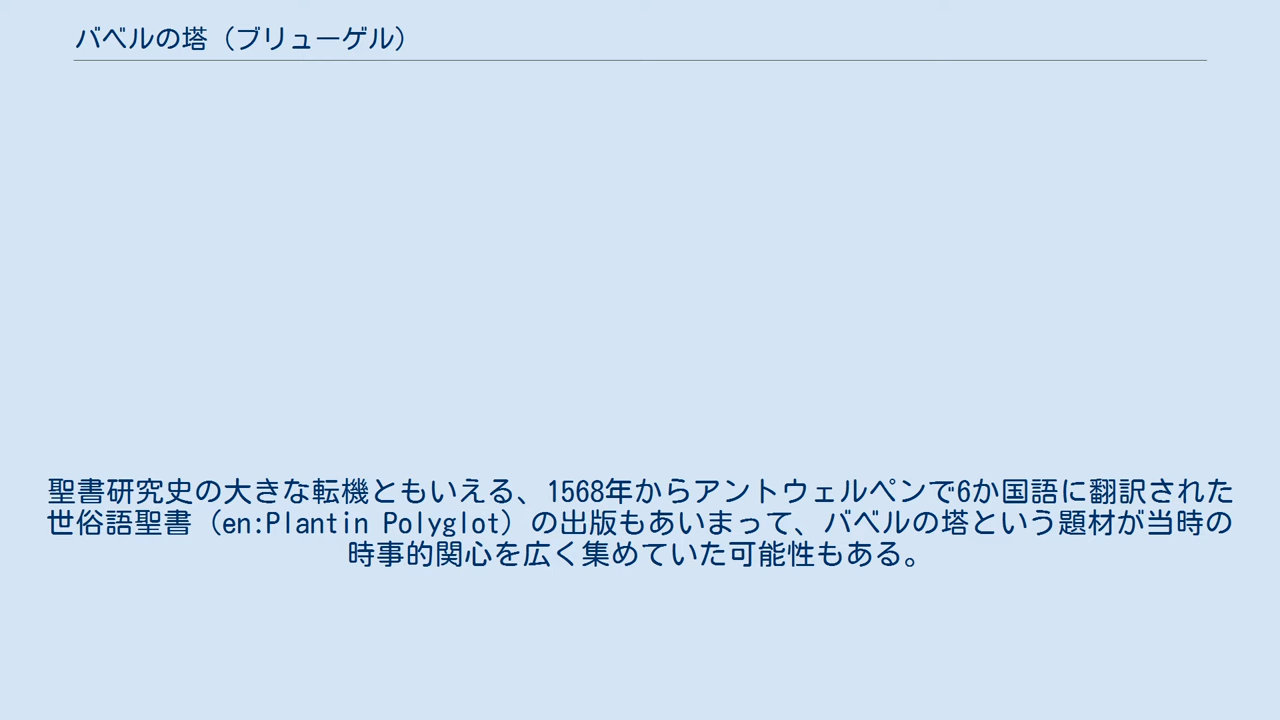 バベルの塔（ブリューゲル）
聖書研究史の大きな転機ともいえる、1568年からアントウェルペンで6か国語に翻訳された
世俗語聖書（en:Plantin Polyglot）の出版もあいまって、バベルの塔という題材が当時の
時事的関心を広く集めていた可能性もある。